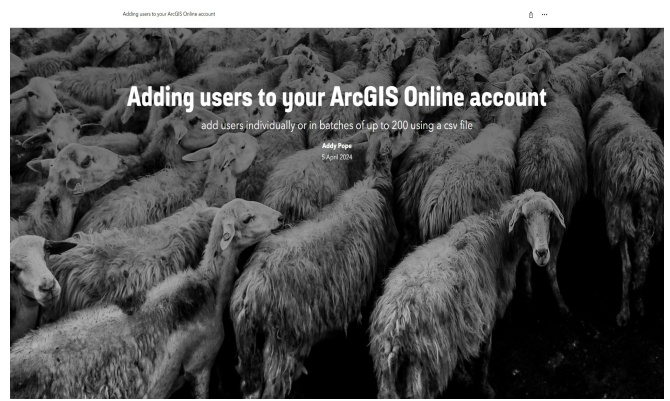 Adding users to your ArcGIS Online account
Adding users to your ArcGIS Online account
add users individually or in batches of up to 200 using a csv file
Addy Pope
5 April 2024